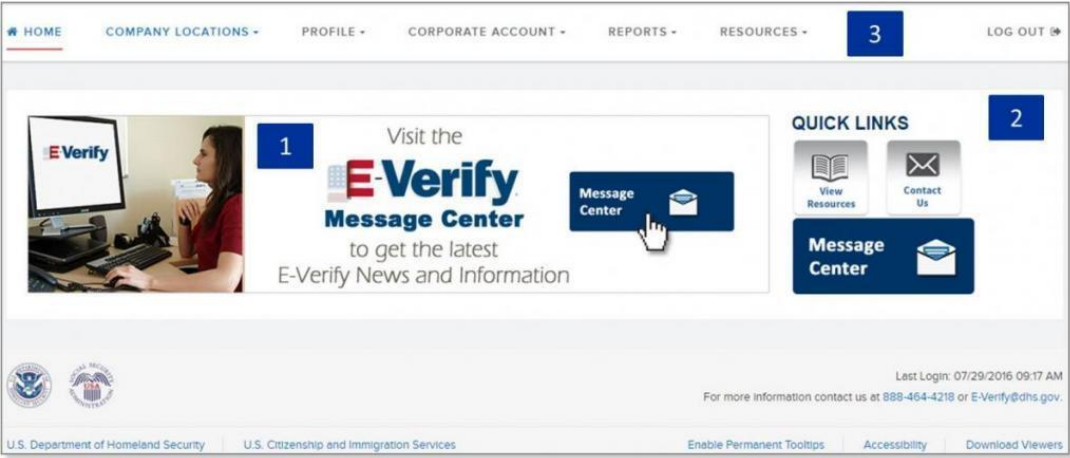 HOME COMPANY LOCATIONS PROFILE CORPORATE ACCOUNT REPORTS RESOURCES 3 LOG OUT
E-Verify
1
Visit the
E-Verify
Message Center
to get the latest
E-Verify News and Information
Message
Center
QUICK LINKS
2
View
Resources
Contact
Us
Message
Center
Last Login: 07/29/2016 09:17 AM
For more information contact us at 888-464-4218 or E-Verify@dhs.gov.
U.S. Department of Homeland Security U.S. Citizenship and Immigration Services Enable Permanent Tooltips Accessibility Download Viewers